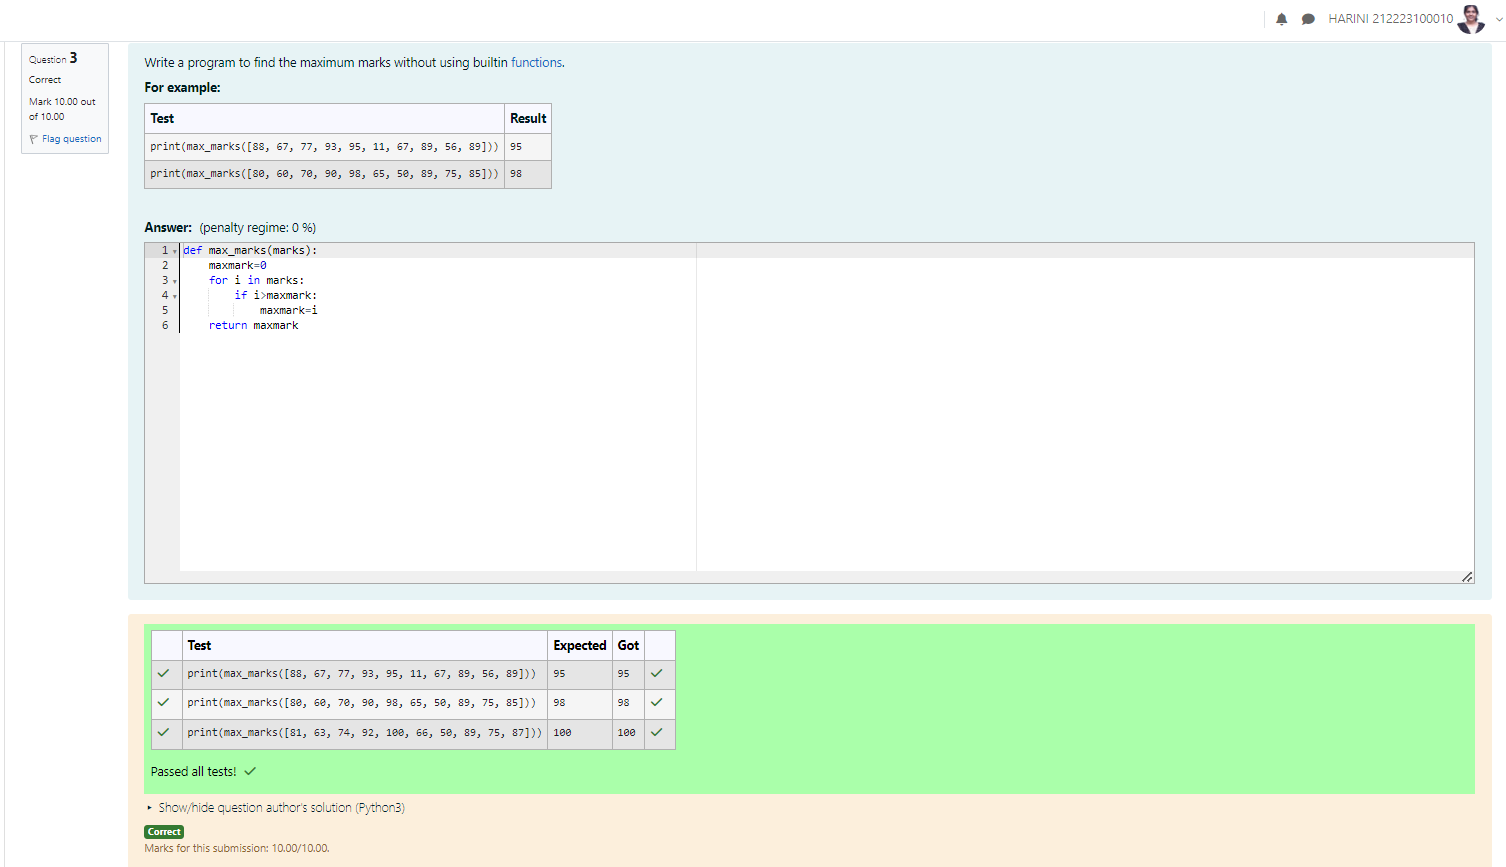 HARINI 212223100010
Question 3
Correct
Mark 10.00 out
of 10.00
Flag question
Write a program to find the maximum marks without using builtin functions.
For example:
Test Result
print(max_marks([88, 67, 77, 93, 95, 11, 67, 89, 56, 89])) 95
print(max_marks([80, 60, 70, 90, 98, 65, 50, 89, 75, 85])) 98
Answer: (penalty regime: 0 %)
1 def max_marks(marks):
2     maxmark=0
3     for i in marks:
4         if i>maxmark:
5             maxmark=i
6     return maxmark
Test Expected Got
print(max_marks([88, 67, 77, 93, 95, 11, 67, 89, 56, 89])) 95 95
print(max_marks([80, 60, 70, 90, 98, 65, 50, 89, 75, 85])) 98 98
print(max_marks([81, 63, 74, 92, 100, 66, 50, 89, 75, 87])) 100 100
Passed all tests!
Show/hide question author's solution (Python3)
Correct
Marks for this submission: 10.00/10.00.